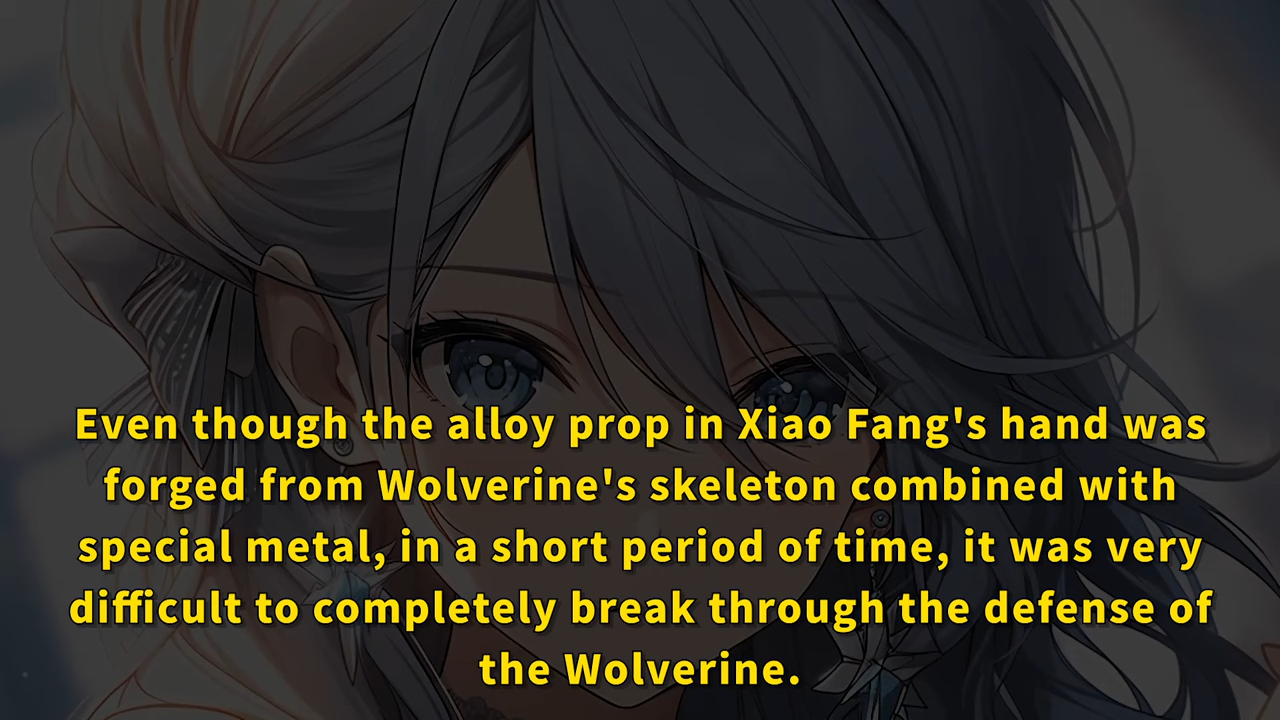 Even though the alloy prop in Xiao Fang's hand was
forged from Wolverine's skeleton combined with
special metal, in a short period of time, it was very
difficult to completely break through the defense of
the Wolverine.